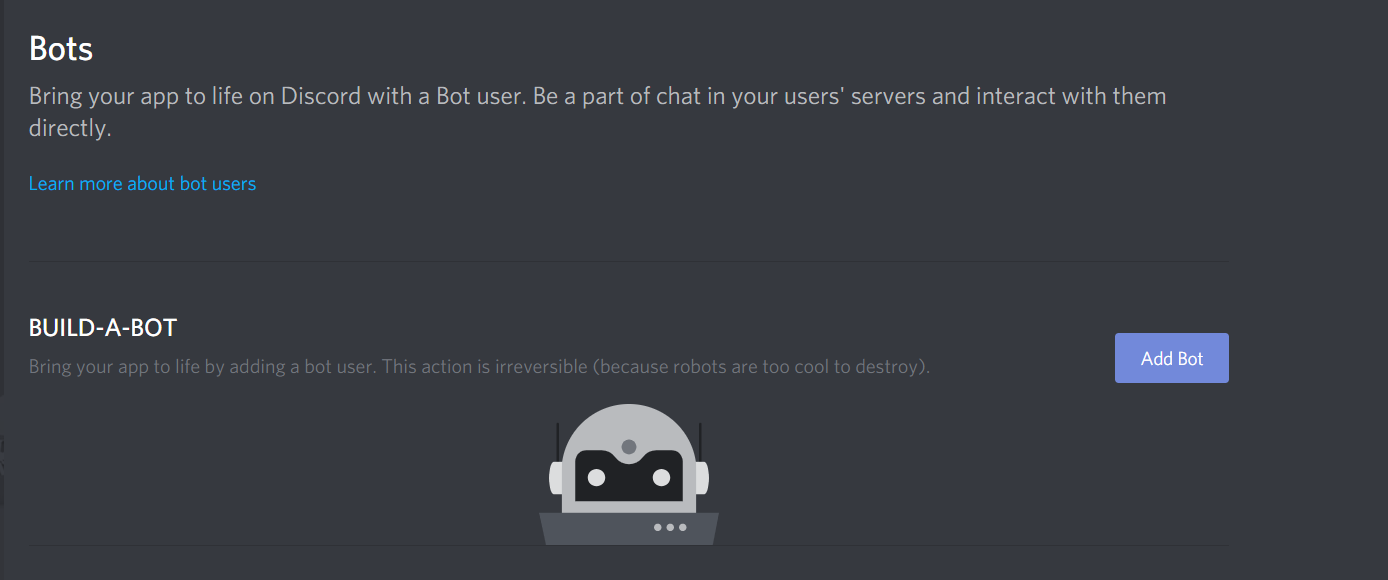 Bots
Bring your app to life on Discord with a Bot user. Be a part of chat in your users' servers and interact with them
directly.
Learn more about bot users
BUILD-A-BOT
Bring your app to life by adding a bot user. This action is irreversible (because robots are too cool to destroy).
Add Bot